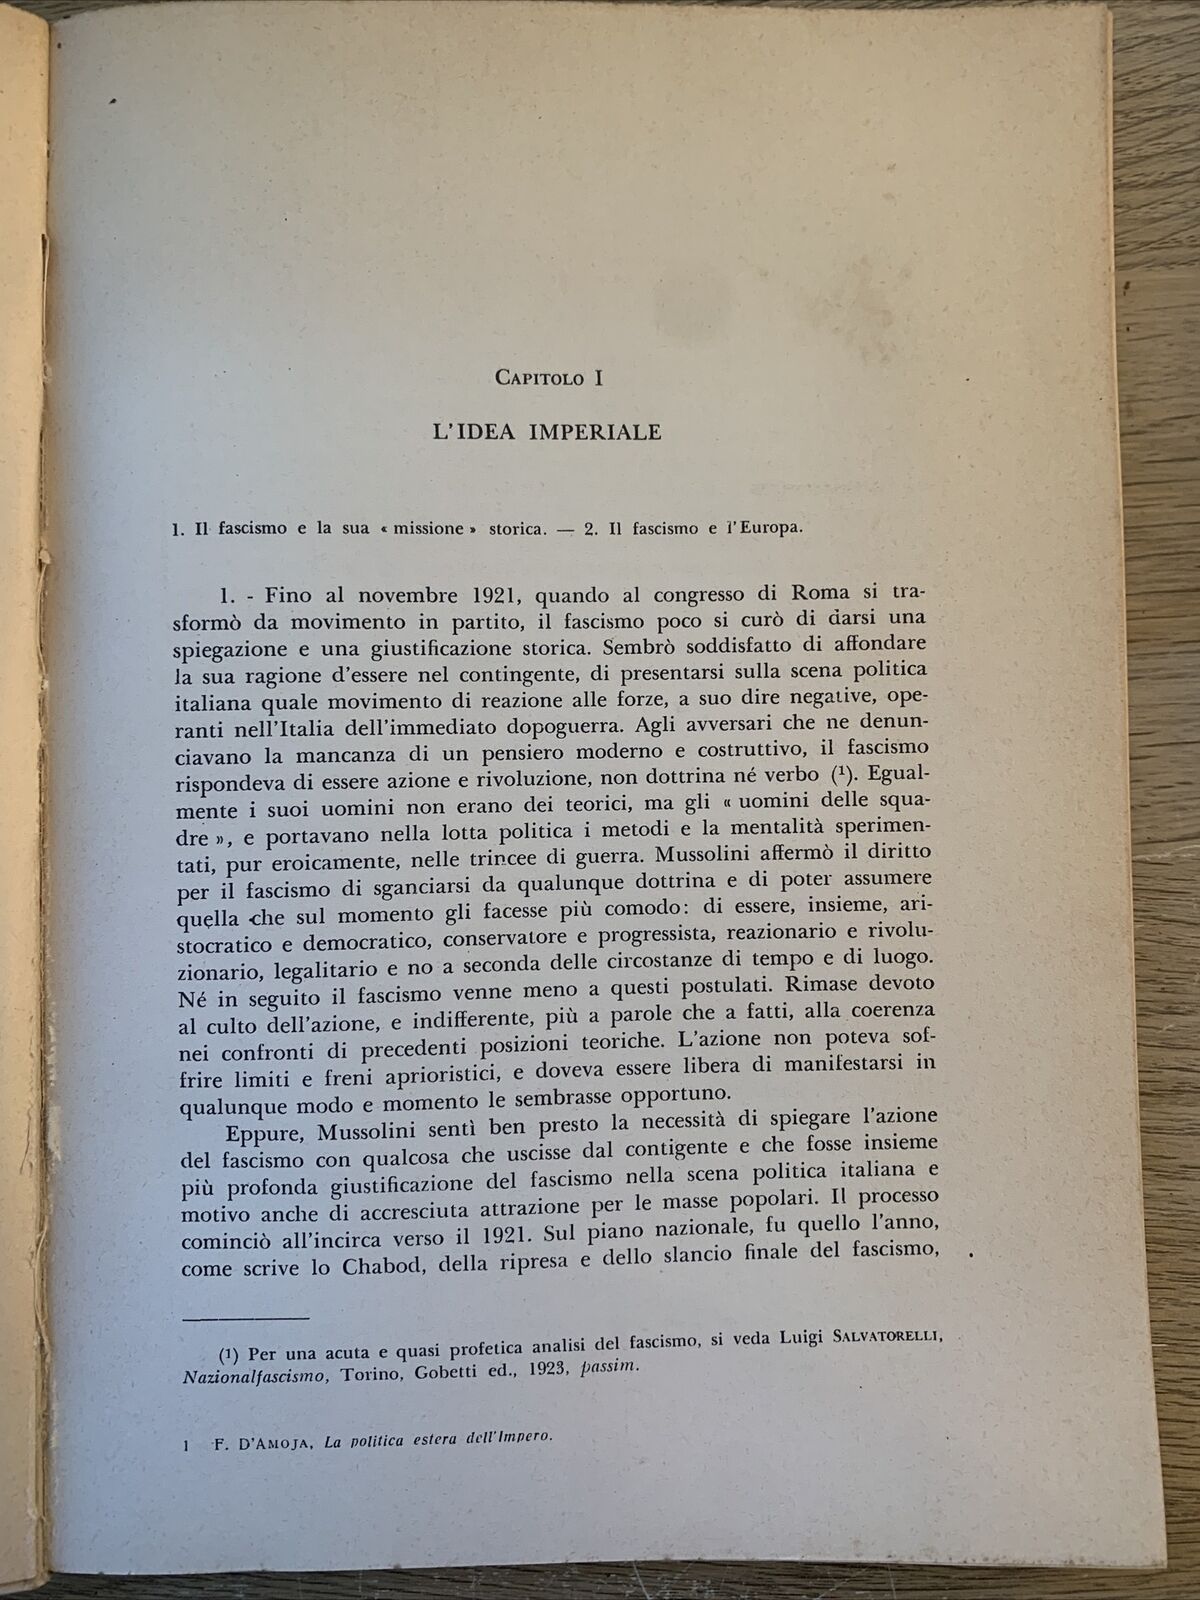 CAPITOLO I
L'IDEA IMPERIALE
1. Il fascismo e la sua « missione » storica. — 2. Il fascismo e l'Europa.
1. - Fino al novembre 1921, quando al congresso di Roma si tra-
sformò da movimento in partito, il fascismo poco si curò di darsi una
spiegazione e una giustificazione storica. Sembrò soddisfatto di affondare
la sua ragione d'essere nel contingente, di presentarsi sulla scena politica
italiana quale movimento di reazione alle forze, a suo dire negative, ope-
ranti nell'Italia dell'immediato dopoguerra. Agli avversari che ne denun-
ciavano la mancanza di un pensiero moderno e costruttivo, il fascismo
rispondeva di essere azione e rivoluzione, non dottrina né verbo (¹). Egual-
mente i suoi uomini non erano dei teorici, ma gli « uomini delle squa-
dre », e portavano nella lotta politica i metodi e la mentalità sperimen-
tati, pur eroicamente, nelle trincee di guerra. Mussolini affermò il diritto
per il fascismo di sganciarsi da qualunque dottrina e di poter assumere
quella che sul momento gli facesse più comodo: di essere, insieme, ari-
stocratico e democratico, conservatore e progressista, reazionario e rivolu-
zionario, legalitario e no a seconda delle circostanze di tempo e di luogo.
Né in seguito il fascismo venne meno a questi postulati. Rimase devoto
al culto dell'azione, e indifferente, più a parole che a fatti, alla coerenza
nei confronti di precedenti posizioni teoriche. L'azione non poteva sof-
frire limiti e freni aprioristici, e doveva essere libera di manifestarsi in
qualunque modo e momento le sembrasse opportuno.
Eppure, Mussolini sentì ben presto la necessità di spiegare l'azione
del fascismo con qualcosa che uscisse dal contigente e che fosse insieme
più profonda giustificazione del fascismo nella scena politica italiana e
motivo anche di accresciuta attrazione per le masse popolari. Il processo
cominciò all'incirca verso il 1921. Sul piano nazionale, fu quello l'anno,
come scrive lo Chabod, della ripresa e dello slancio finale del fascismo,
(¹) Per una acuta e quasi profetica analisi del fascismo, si veda Luigi SALVATORELLI,
Nazionalfascismo, Torino, Gobetti ed., 1923, passim.
1 F. D'AMOJA, La politica estera dell'Impero.